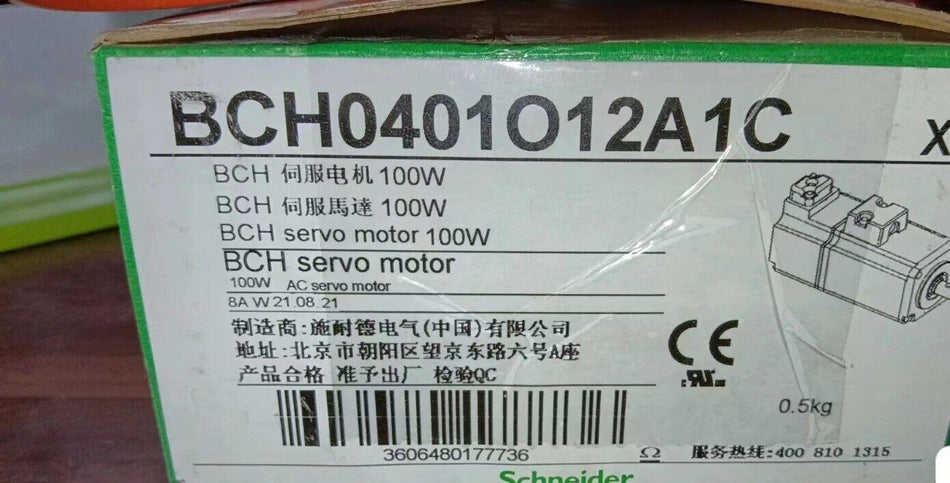 BCH0401O12A1C
X
BCH 伺服电机 100W
BCH 伺服馬達 100W
BCH servo motor 100W
BCH servo motor
100W AC servo motor
8A W 21.08.21
制造商:施耐德电气(中国)有限公司
地址:北京市朝阳区望京东路六号A座
产品合格 准予出厂 检验QC
CE
0.5kg
3606480177736
Ω 服务热线:400 810 1315
Schneider